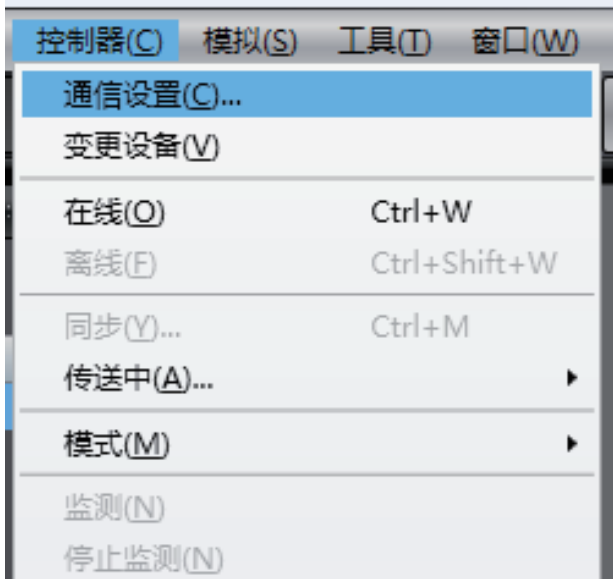 控制器(C) 模拟(S) 工具(T) 窗口(W)
通信设置(C)...
变更设备(V)
在线(O) Ctrl+W
离线(F) Ctrl+Shift+W
同步(Y)... Ctrl+M
传送中(A)...
模式(M)
监测(N)
停止监测(N)